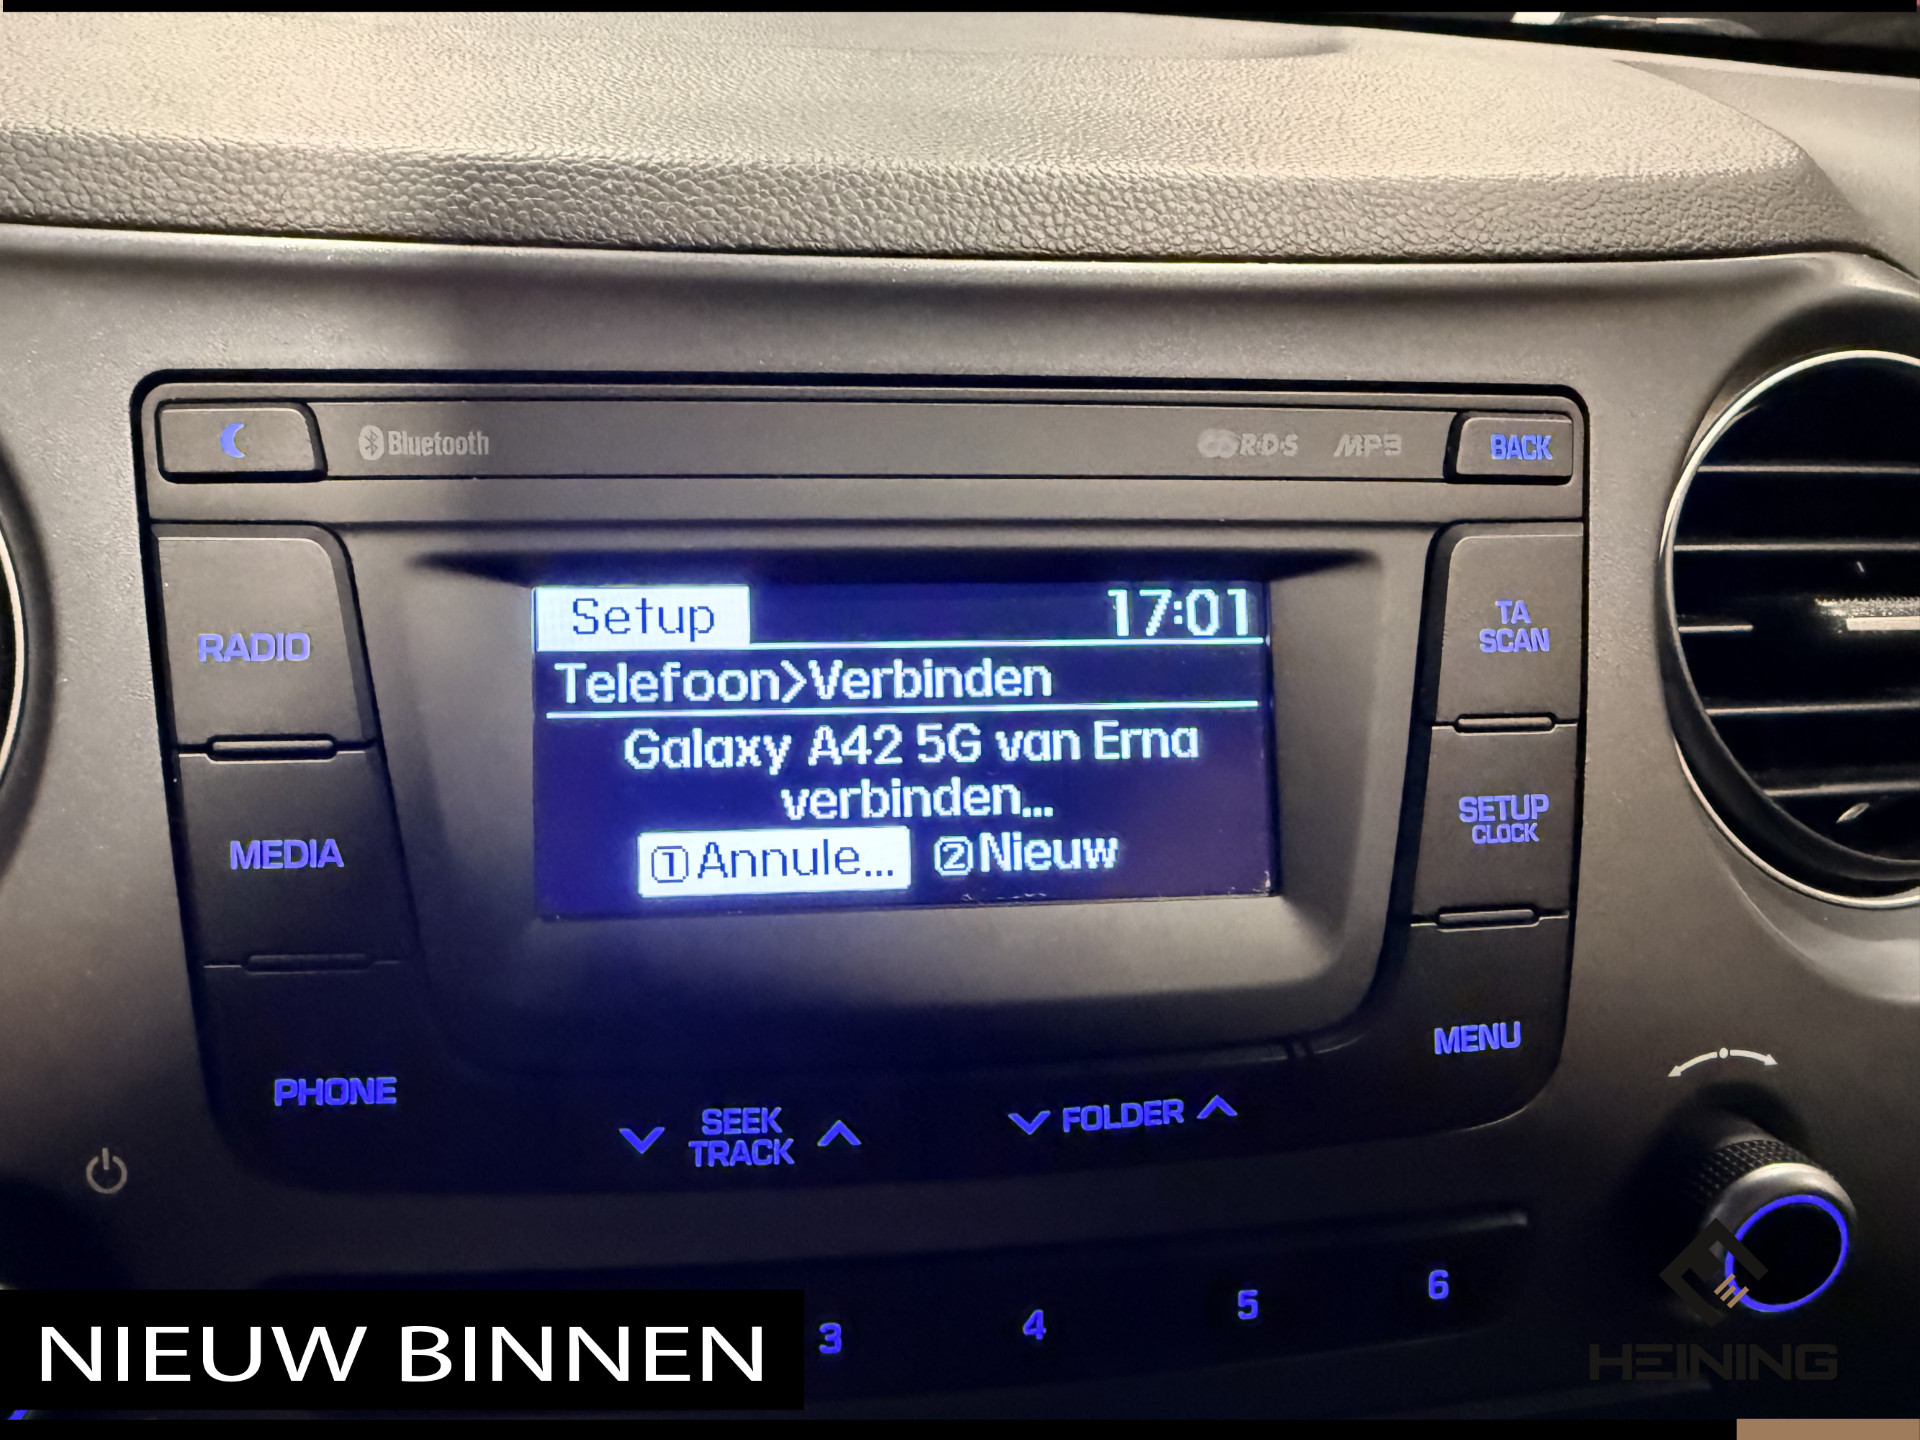 Bluetooth
RDS MP3
BACK
Setup 17:01
Telefoon>Verbinden
Galaxy A42 5G van Erna
verbinden...
①Annule... ②Nieuw
RADIO
MEDIA
PHONE
TA
SCAN
SETUP
CLOCK
MENU
SEEK
TRACK
FOLDER
3 4 5 6
NIEUW BINNEN
HEINING